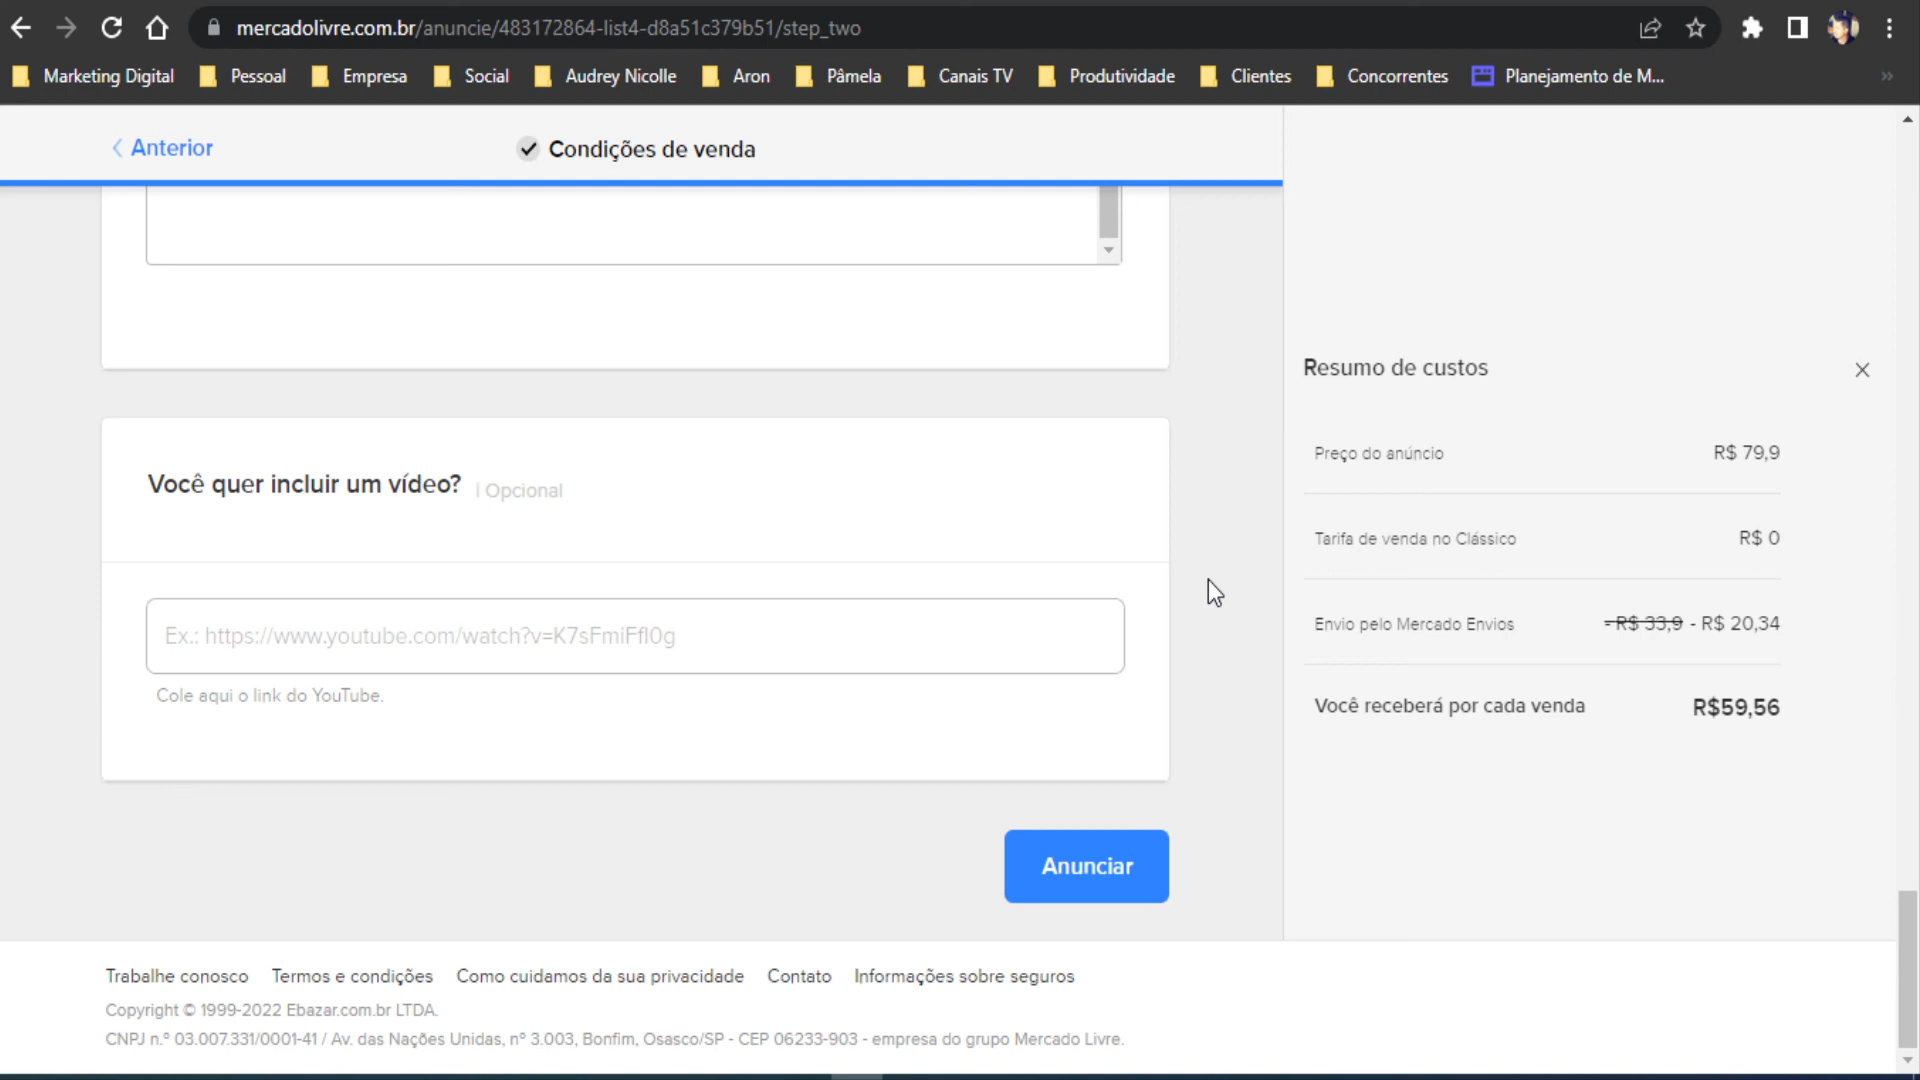 mercadolivre.com.br/anuncie/483172864-list4-d8a51c379b51/step_two
Marketing Digital Pessoal Empresa Social Audrey Nicolle Aron Pâmela Canais TV Produtividade Clientes Concorrentes Planejamento de M... »
Anterior
Condições de venda
Você quer incluir um vídeo? | Opcional
Ex.: https://www.youtube.com/watch?v=K7sFmiFfl0g
Cole aqui o link do YouTube.
Anunciar
Resumo de custos
Preço do anúncio R$ 79,9
Tarifa de venda no Clássico R$ 0
Envio pelo Mercado Envios - R$ 33,9 - R$ 20,34
Você receberá por cada venda R$59,56
Trabalhe conosco Termos e condições Como cuidamos da sua privacidade Contato Informações sobre seguros
Copyright © 1999-2022 Ebazar.com.br LTDA.
CNPJ n.º 03.007.331/0001-41 / Av. das Nações Unidas, nº 3.003, Bonfim, Osasco/SP - CEP 06233-903 - empresa do grupo Mercado Livre.